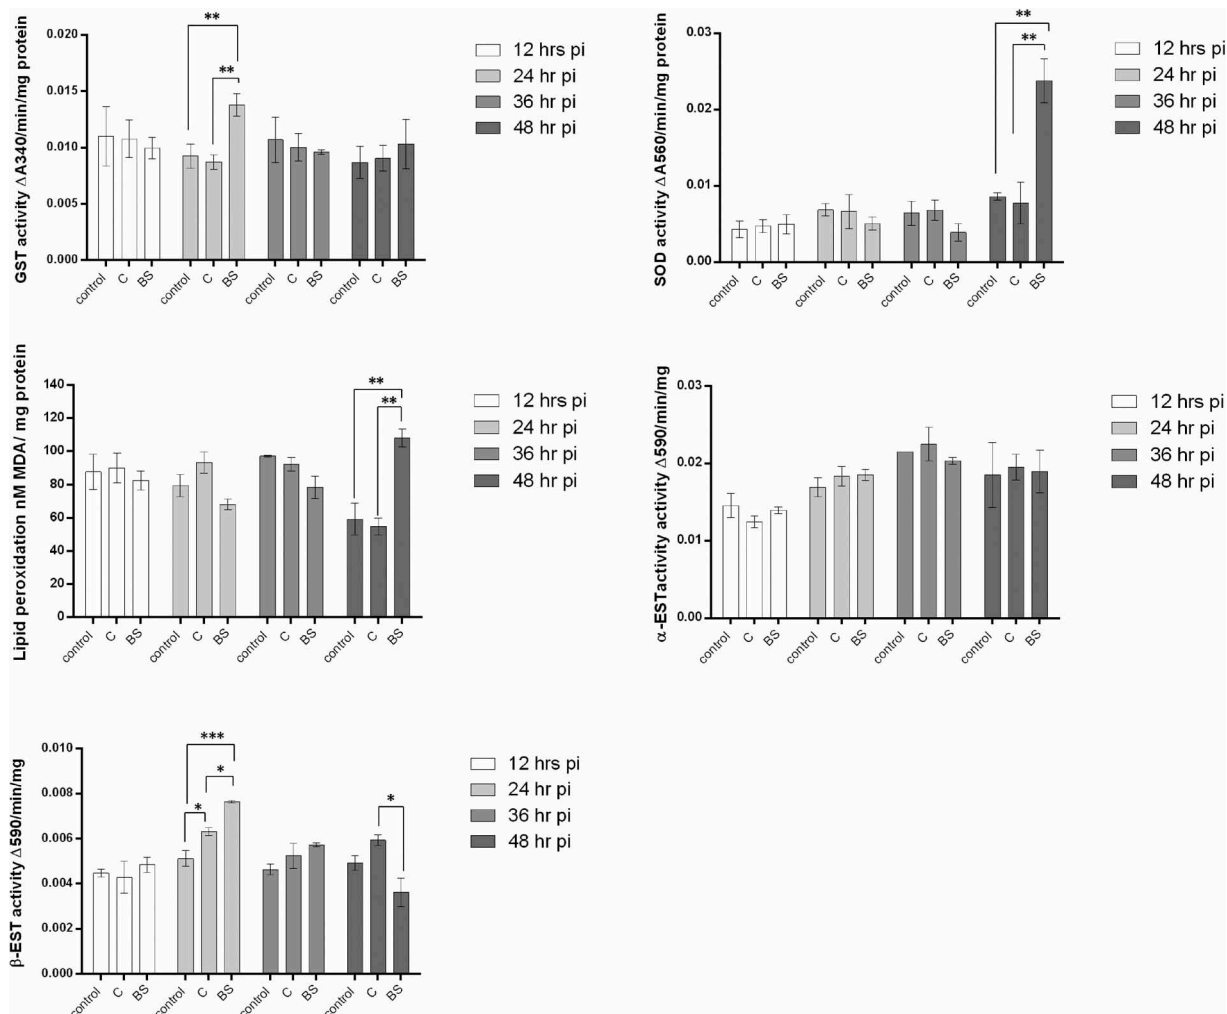 GST activity ΔA340/min/mg protein
0.020
0.015
0.010
0.005
0.000
**
**
control C BS control C BS control C BS control C BS
12 hrs pi
24 hr pi
36 hr pi
48 hr pi
SOD activity ΔA560/min/mg protein
0.03
0.02
0.01
0.00
**
**
control C BS control C BS control C BS control C BS
12 hrs pi
24 hr pi
36 hr pi
48 hr pi
Lipid peroxidation nM MDA/ mg protein
140
120
100
80
60
40
20
0
**
**
control C BS control C BS control C BS control C BS
12 hrs pi
24 hr pi
36 hr pi
48 hr pi
α-ESTactivity activity Δ590/min/mg
0.03
0.02
0.01
0.00
control C BS control C BS control C BS control C BS
12 hrs pi
24 hr pi
36 hr pi
48 hr pi
β-EST activity Δ590/min/mg
0.010
0.008
0.006
0.004
0.002
0.000
***
*
*
*
control C BS control C BS control C BS control C BS
12 hrs pi
24 hr pi
36 hr pi
48 hr pi